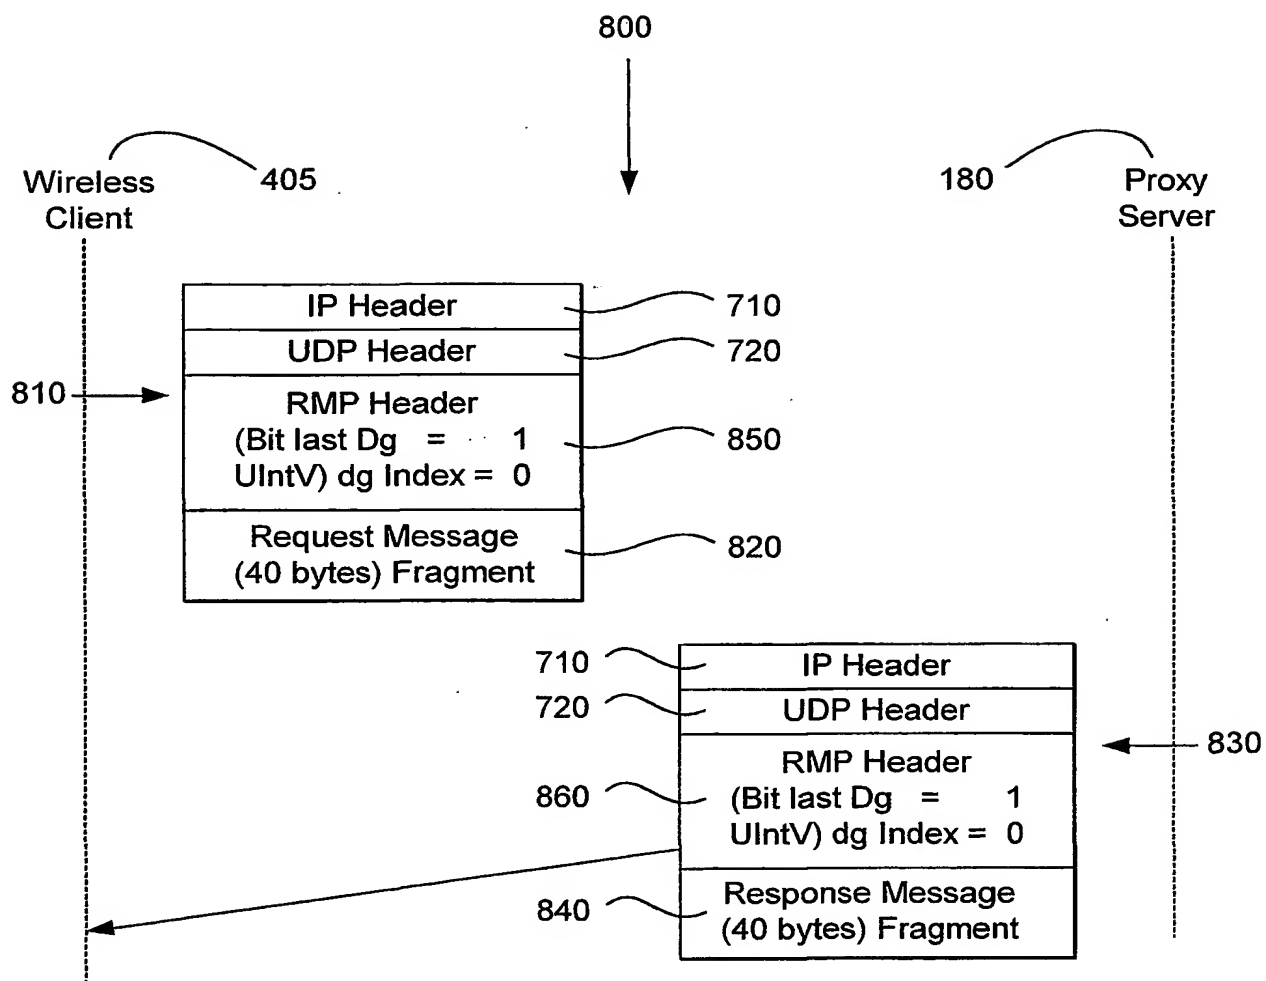 800
Wireless
Client
405
180
Proxy
Server
IP Header
710
UDP Header
720
810
RMP Header
(Bit last Dg = 1
850
UIntV) dg Index = 0
Request Message
820
(40 bytes) Fragment
710
IP Header
720
UDP Header
830
RMP Header
860
(Bit last Dg = 1
UIntV) dg Index = 0
840
Response Message
(40 bytes) Fragment